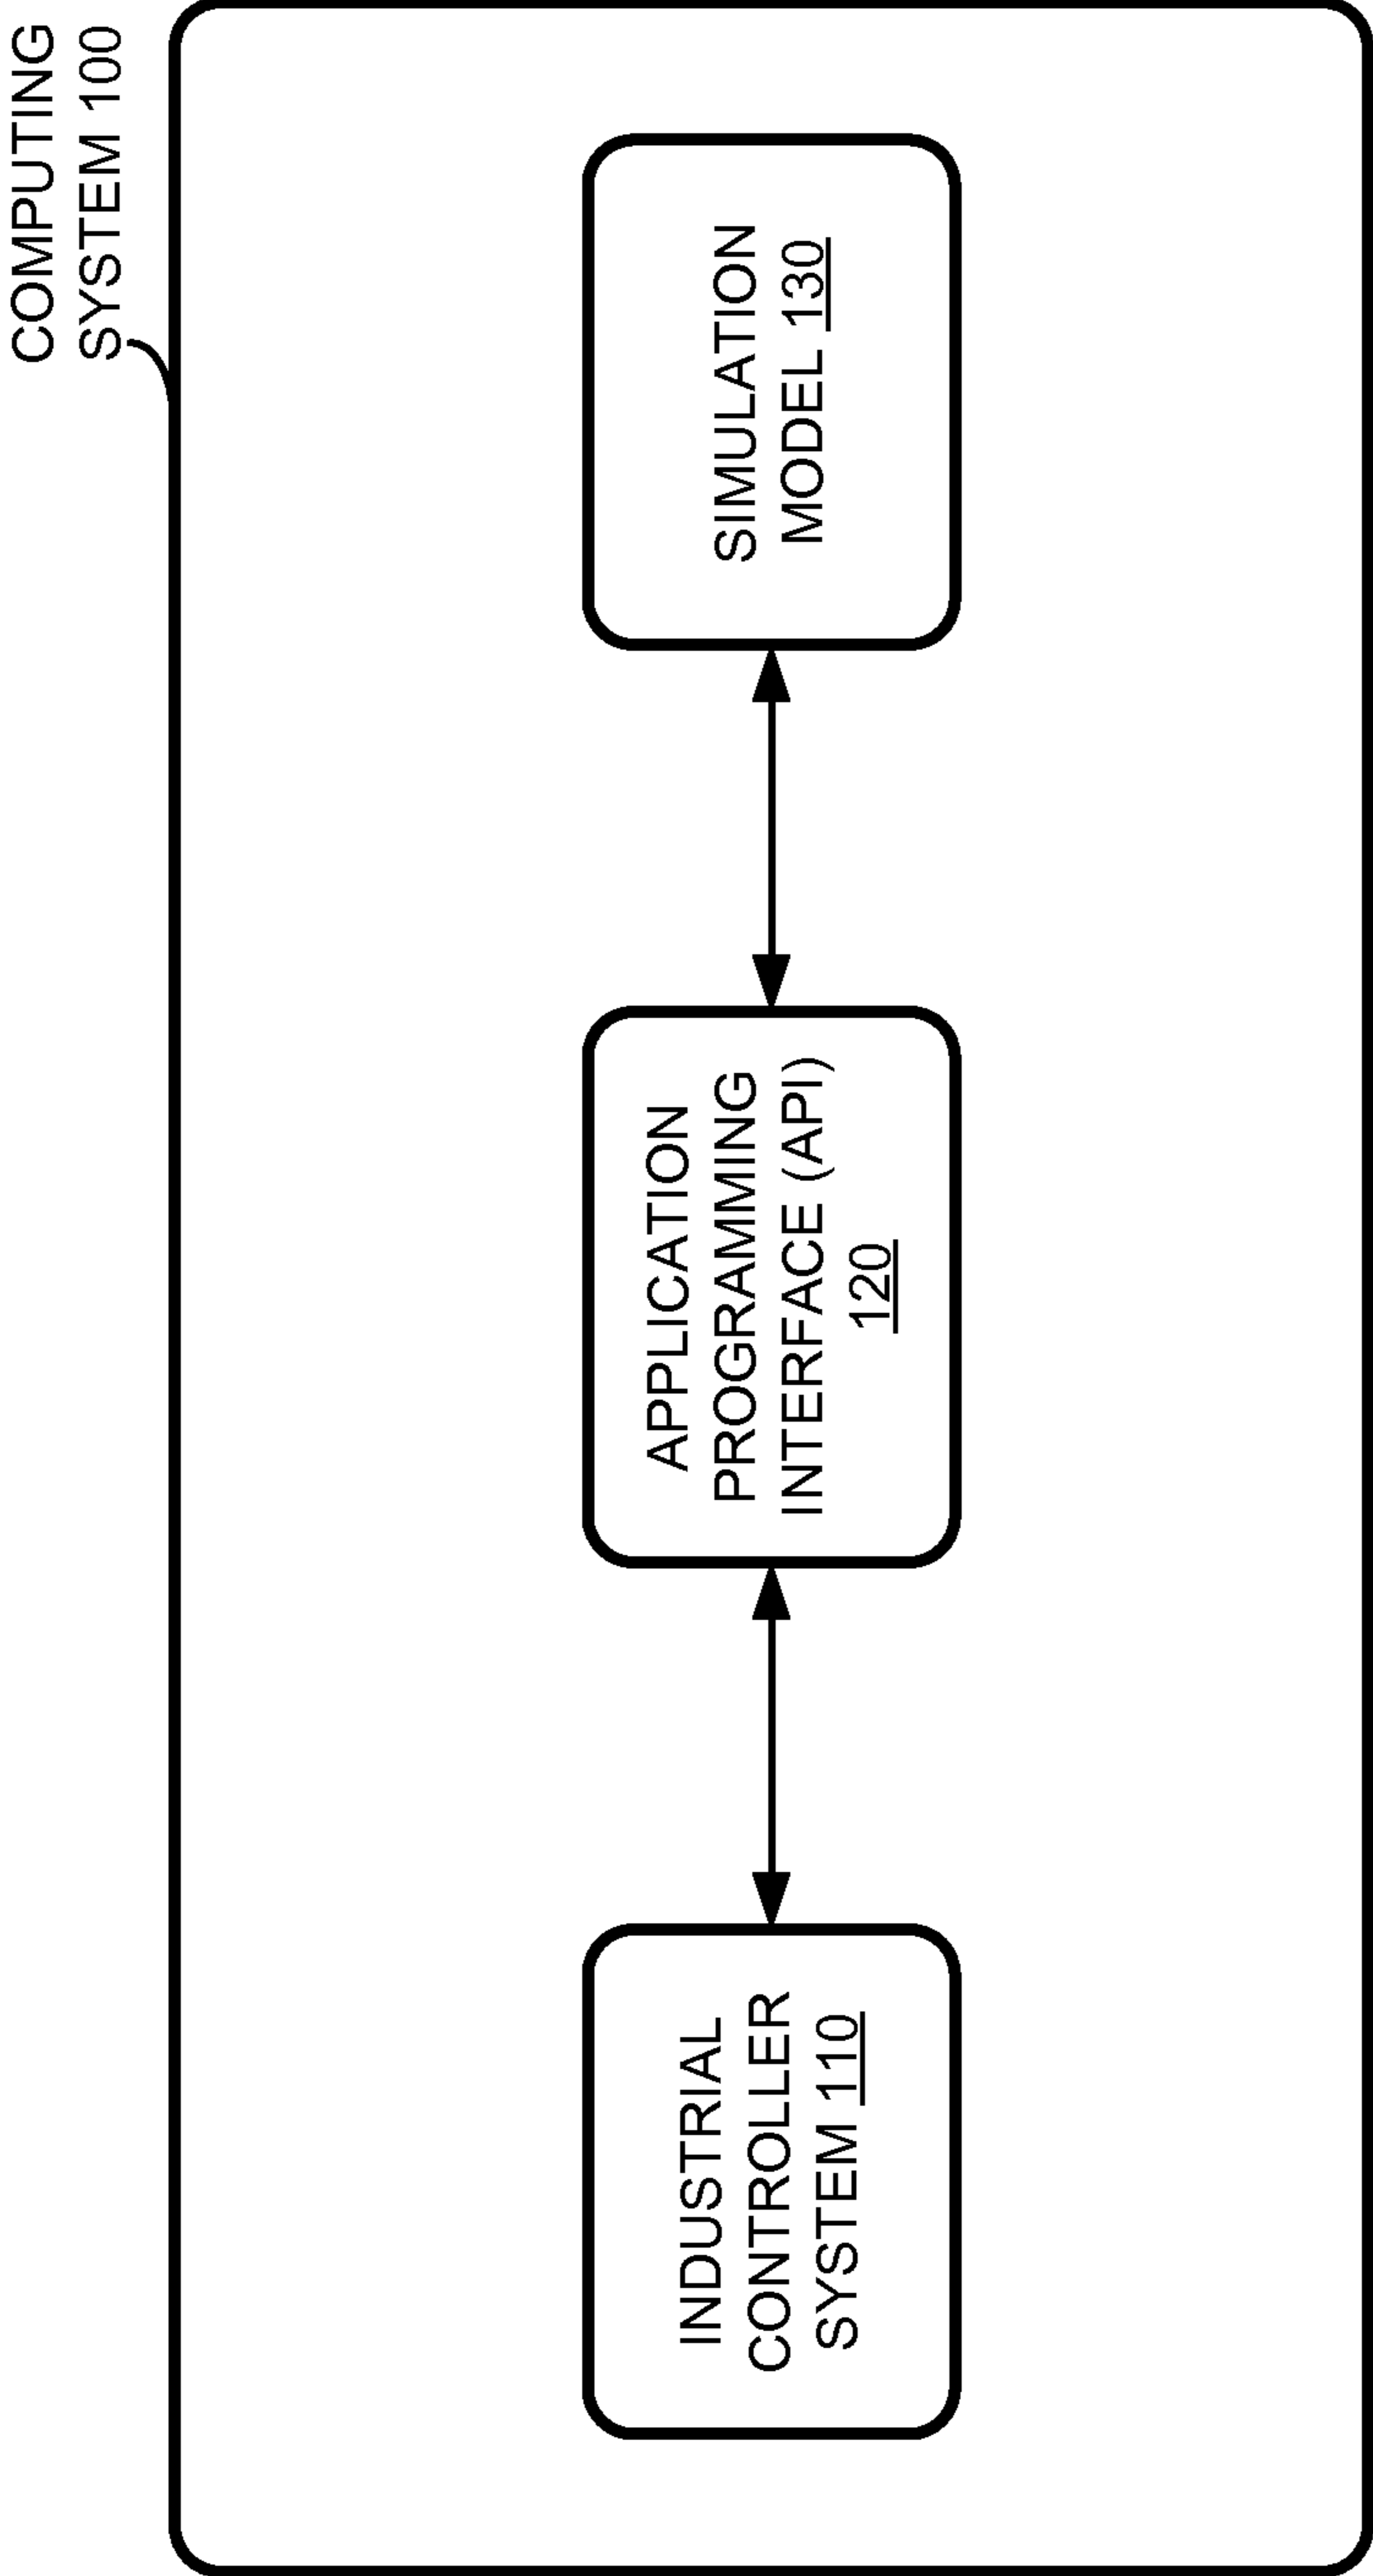 COMPUTING
SYSTEM 100
INDUSTRIAL
CONTROLLER
SYSTEM 110
APPLICATION
PROGRAMMING
INTERFACE (API)
120
SIMULATION
MODEL 130